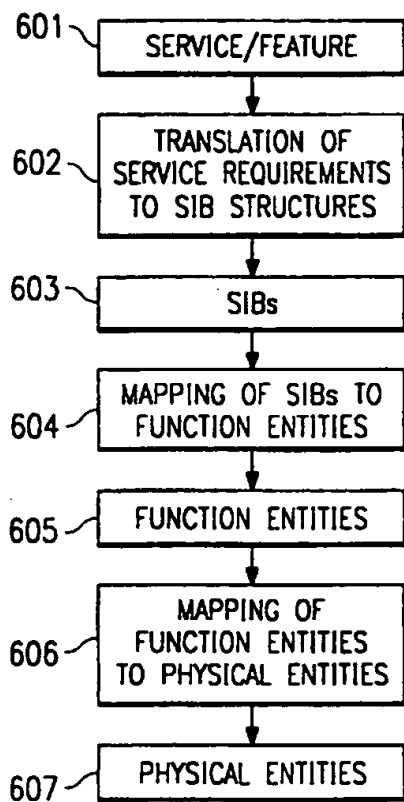 601
SERVICE/FEATURE
602
TRANSLATION OF
SERVICE REQUIREMENTS
TO SIB STRUCTURES
603
SIBs
604
MAPPING OF SIBs TO
FUNCTION ENTITIES
605
FUNCTION ENTITIES
606
MAPPING OF
FUNCTION ENTITIES
TO PHYSICAL ENTITIES
607
PHYSICAL ENTITIES